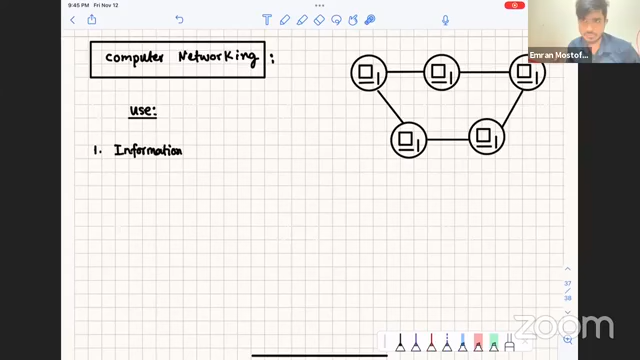 9:45 PM Fri Nov 12
Computer Networking :
Emran Mostof...
use:
1. Information
37
/
38
zoom